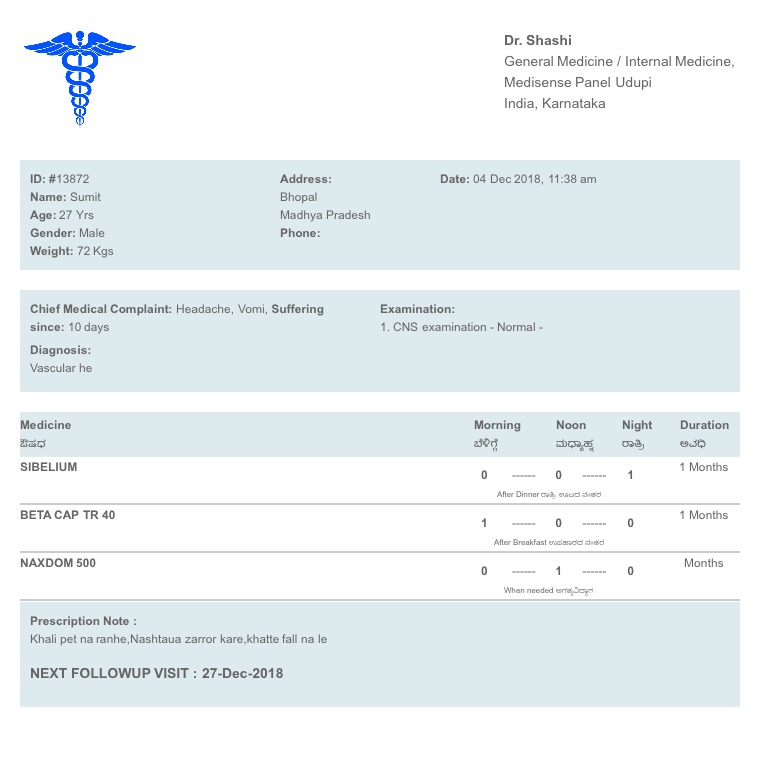 Dr. Shashi
General Medicine / Internal Medicine,
Medisense Panel Udupi
India, Karnataka
ID: #13872
Name: Sumit
Age: 27 Yrs
Gender: Male
Weight: 72 Kgs
Address:
Bhopal
Madhya Pradesh
Phone:
Date: 04 Dec 2018, 11:38 am
Chief Medical Complaint: Headache, Vomi, Suffering
since: 10 days
Diagnosis:
Vascular he
Examination:
1. CNS examination - Normal -
Medicine Morning Noon Night Duration
ಔಷಧ ಬೆಳಿಗ್ಗೆ ಮಧ್ಯಾಹ್ನ ರಾತ್ರಿ ಅವಧಿ
SIBELIUM 0 ------ 0 ------ 1 1 Months
After Dinner ರಾತ್ರಿ ಊಟದ ನಂತರ
BETA CAP TR 40 1 ------ 0 ------ 0 1 Months
After Breakfast ಉಪಹಾರದ ನಂತರ
NAXDOM 500 0 ------ 1 ------ 0 Months
When needed ಅಗತ್ಯವಿದ್ದಾಗ
Prescription Note :
Khali pet na ranhe,Nashtaua zarror kare,khatte fall na le
NEXT FOLLOWUP VISIT : 27-Dec-2018